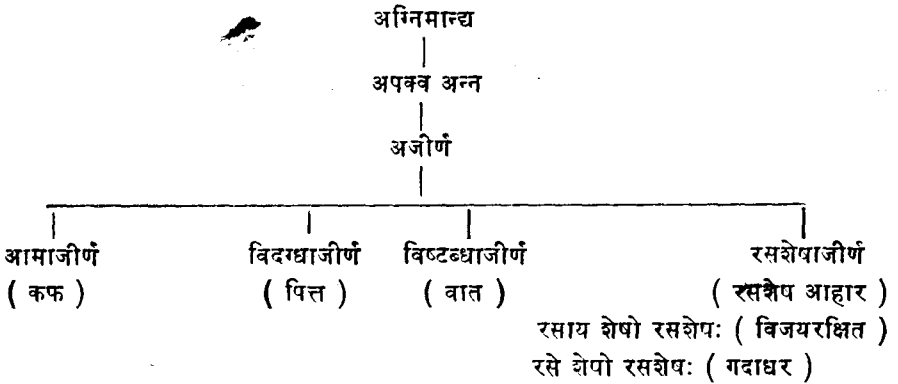 अग्निमान्द्य
अपक्व अन्त
अजीर्ण
आमाजीर्ण विदग्धाजीर्ण विष्टब्धाजीर्ण रसशेषाजीर्ण
( कफ ) ( पित्त ) ( वात ) ( रसशेष आहार )
रसाय शेषो रसशेषः ( विजयरक्षित )
रसे शेषो रसशेषः ( गदाधर )